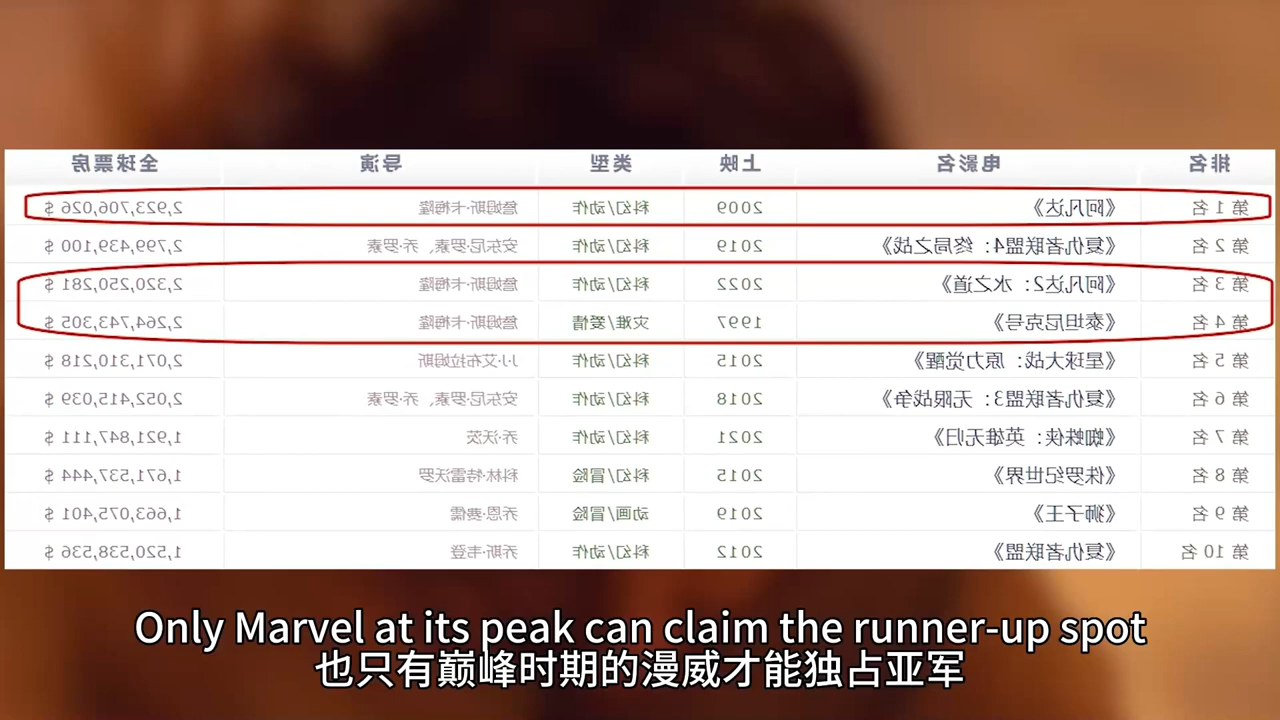 排名 电影名 上映 类型 导演 全球票房
第 1 名 《阿凡达》 2009 科幻/动作 詹姆斯·卡梅隆 2,923,706,026 $
第 2 名 《复仇者联盟4：终局之战》 2019 科幻/动作 安东尼·罗素、乔·罗素 2,799,439,100 $
第 3 名 《阿凡达2：水之道》 2022 科幻/动作 詹姆斯·卡梅隆 2,320,250,281 $
第 4 名 《泰坦尼克号》 1997 灾难/爱情 詹姆斯·卡梅隆 2,264,743,305 $
第 5 名 《星球大战：原力觉醒》 2015 科幻/动作 J·J·艾布拉姆斯 2,071,310,218 $
第 6 名 《复仇者联盟3：无限战争》 2018 科幻/动作 安东尼·罗素、乔·罗素 2,052,415,039 $
第 7 名 《蜘蛛侠：英雄无归》 2021 科幻/动作 乔·沃茨 1,921,847,111 $
第 8 名 《侏罗纪世界》 2015 科幻/冒险 科林·特雷沃罗 1,671,537,444 $
第 9 名 《狮子王》 2019 动画/冒险 乔恩·费儒 1,663,075,401 $
第 10 名 《复仇者联盟》 2012 科幻/动作 乔斯·韦登 1,520,538,536 $
Only Marvel at its peak can claim the runner-up spot
也只有巅峰时期的漫威才能独占亚军